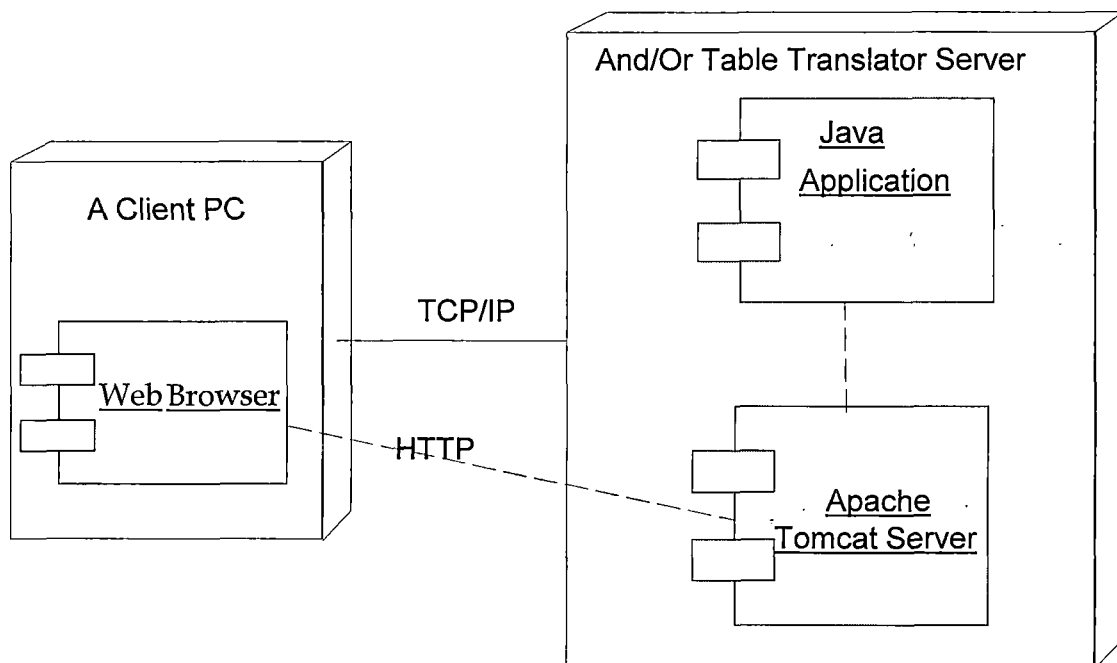 And/Or Table Translator Server
Java
Application
A Client PC
TCP/IP
Web Browser
HTTP
Apache
Tomcat Server